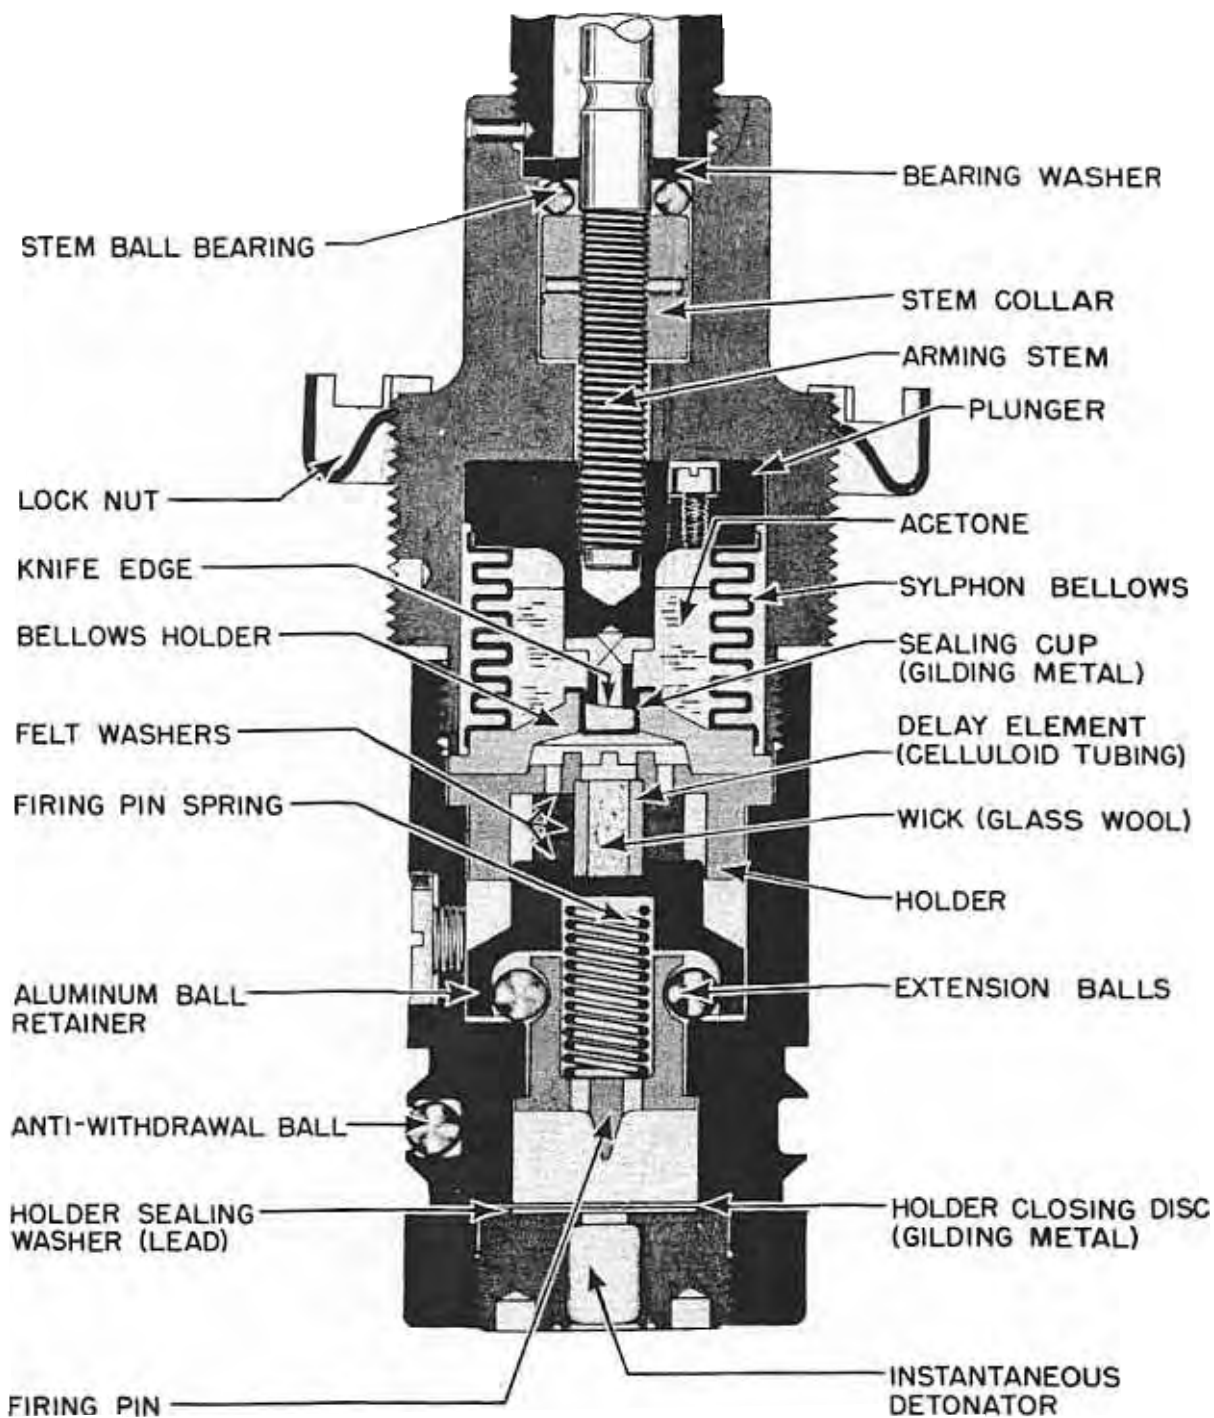 BEARING WASHER
STEM BALL BEARING
STEM COLLAR
ARMING STEM
PLUNGER
LOCK NUT
ACETONE
KNIFE EDGE
SYLPHON BELLOWS
BELLOWS HOLDER
SEALING CUP
(GILDING METAL)
FELT WASHERS
DELAY ELEMENT
(CELLULOID TUBING)
FIRING PIN SPRING
WICK (GLASS WOOL)
HOLDER
ALUMINUM BALL
RETAINER
EXTENSION BALLS
ANTI-WITHDRAWAL BALL
HOLDER SEALING
WASHER (LEAD)
HOLDER CLOSING DISC
(GILDING METAL)
FIRING PIN
INSTANTANEOUS
DETONATOR